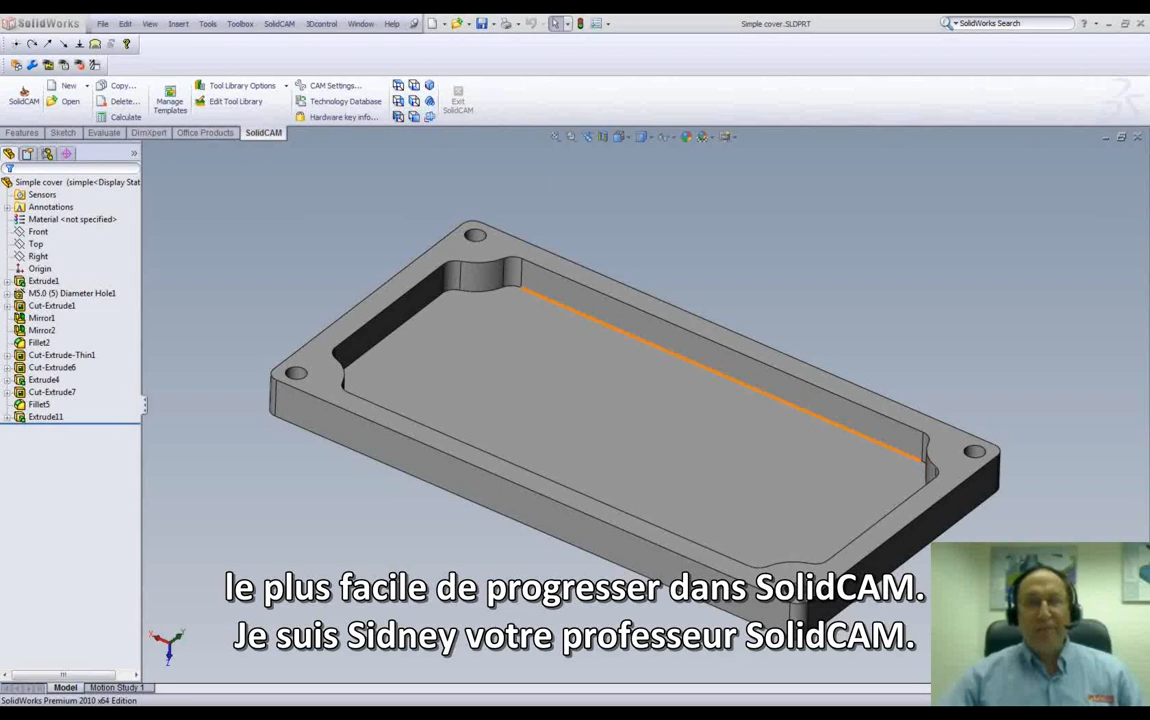 SolidWorks File Edit View Insert Tools Toolbox SolidCAM 3Dcontrol Window Help Simple cover.SLDPRT SolidWorks Search
New Copy... Tool Library Options CAM Settings...
SolidCAM Open Delete... Manage Templates Edit Tool Library Technology Database Exit SolidCAM
Calculate Hardware key info...
Features Sketch Evaluate DimXpert Office Products SolidCAM
Simple cover (simple<Display Stat
Sensors
Annotations
Material <not specified>
Front
Top
Right
Origin
Extrude1
M5.0 (5) Diameter Hole1
Cut-Extrude1
Mirror1
Mirror2
Fillet2
Cut-Extrude-Thin1
Cut-Extrude6
Extrude4
Cut-Extrude7
Fillet5
Extrude11
le plus facile de progresser dans SolidCAM.
Je suis Sidney votre professeur SolidCAM.
Model Motion Study 1
SolidWorks Premium 2010 x64 Edition